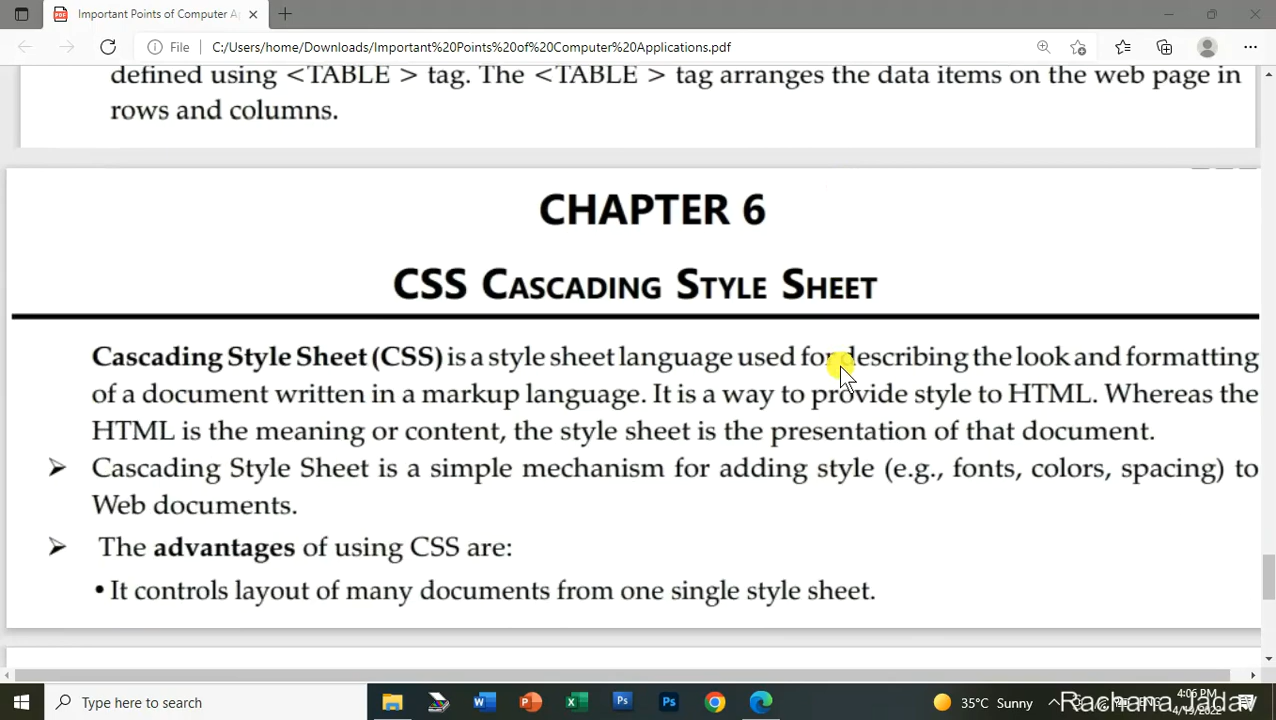 Important Points of Computer A
File
C:/Users/home/Downloads/Important%20Points%20of%20Computer%20Applications.pdf
defined using <TABLE > tag. The <TABLE > tag arranges the data items on the web page in
rows and columns.
CHAPTER 6
CSS CASCADING STYLE SHEET
Cascading Style Sheet (CSS) is a style sheet language used for describing the look and formatting
of a document written in a markup language. It is a way to provide style to HTML. Whereas the
HTML is the meaning or content, the style sheet is the presentation of that document.
➢ Cascading Style Sheet is a simple mechanism for adding style (e.g., fonts, colors, spacing) to
Web documents.
➢ The advantages of using CSS are:
• It controls layout of many documents from one single style sheet.
Type here to search
35°C Sunny
4:06 PM
Rachana Yadav